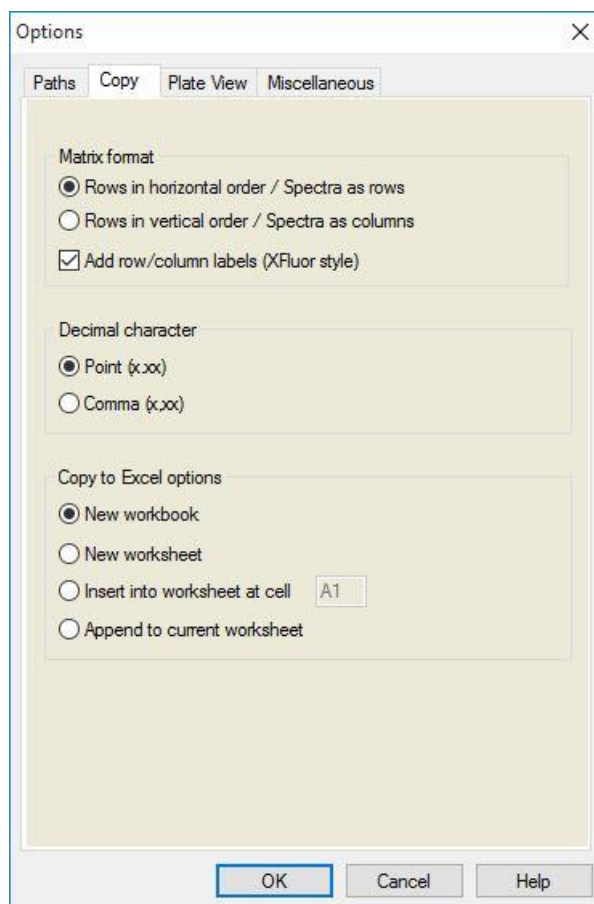 Options
Paths Copy Plate View Miscellaneous
Matrix format
Rows in horizontal order / Spectra as rows
Rows in vertical order / Spectra as columns
Add row/column labels (XFluor style)
Decimal character
Point (x.xx)
Comma (x,xx)
Copy to Excel options
New workbook
New worksheet
Insert into worksheet at cell A1
Append to current worksheet
OK Cancel Help